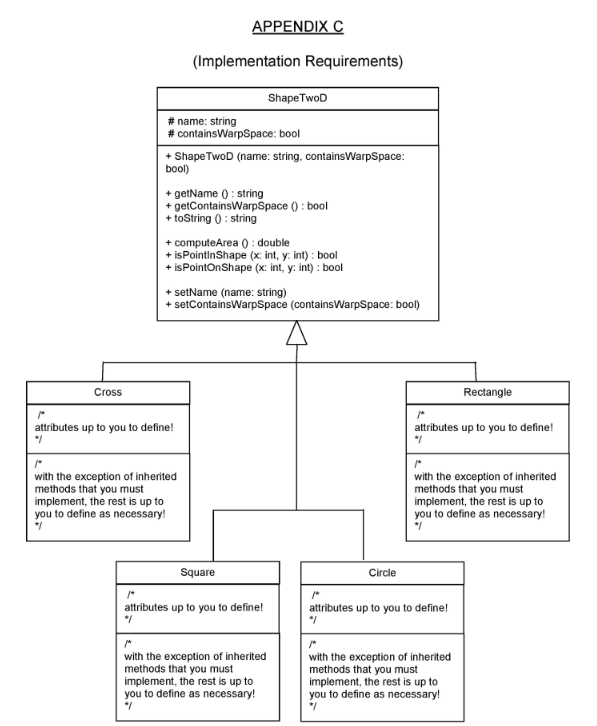 APPENDIX C
(Implementation Requirements)
ShapeTwoD
# name: string
# containsWarpSpace: bool
+ ShapeTwoD (name: string, containsWarpSpace:
bool)
+ getName () : string
+ getContainsWarpSpace () : bool
+ toString () : string
+ computeArea () : double
+ isPointInShape (x: int, y: int) : bool
+ isPointOnShape (x: int, y: int) : bool
+ setName (name: string)
+ setContainsWarpSpace (containsWarpSpace: bool)
Cross
/*
attributes up to you to define!
*/
/*
with the exception of inherited
methods that you must
implement, the rest is up to
you to define as necessary!
*/
Rectangle
/*
attributes up to you to define!
*/
/*
with the exception of inherited
methods that you must
implement, the rest is up to
you to define as necessary!
*/
Square
/*
attributes up to you to define!
*/
/*
with the exception of inherited
methods that you must
implement, the rest is up to
you to define as necessary!
*/
Circle
/*
attributes up to you to define!
*/
/*
with the exception of inherited
methods that you must
implement, the rest is up to
you to define as necessary!
*/